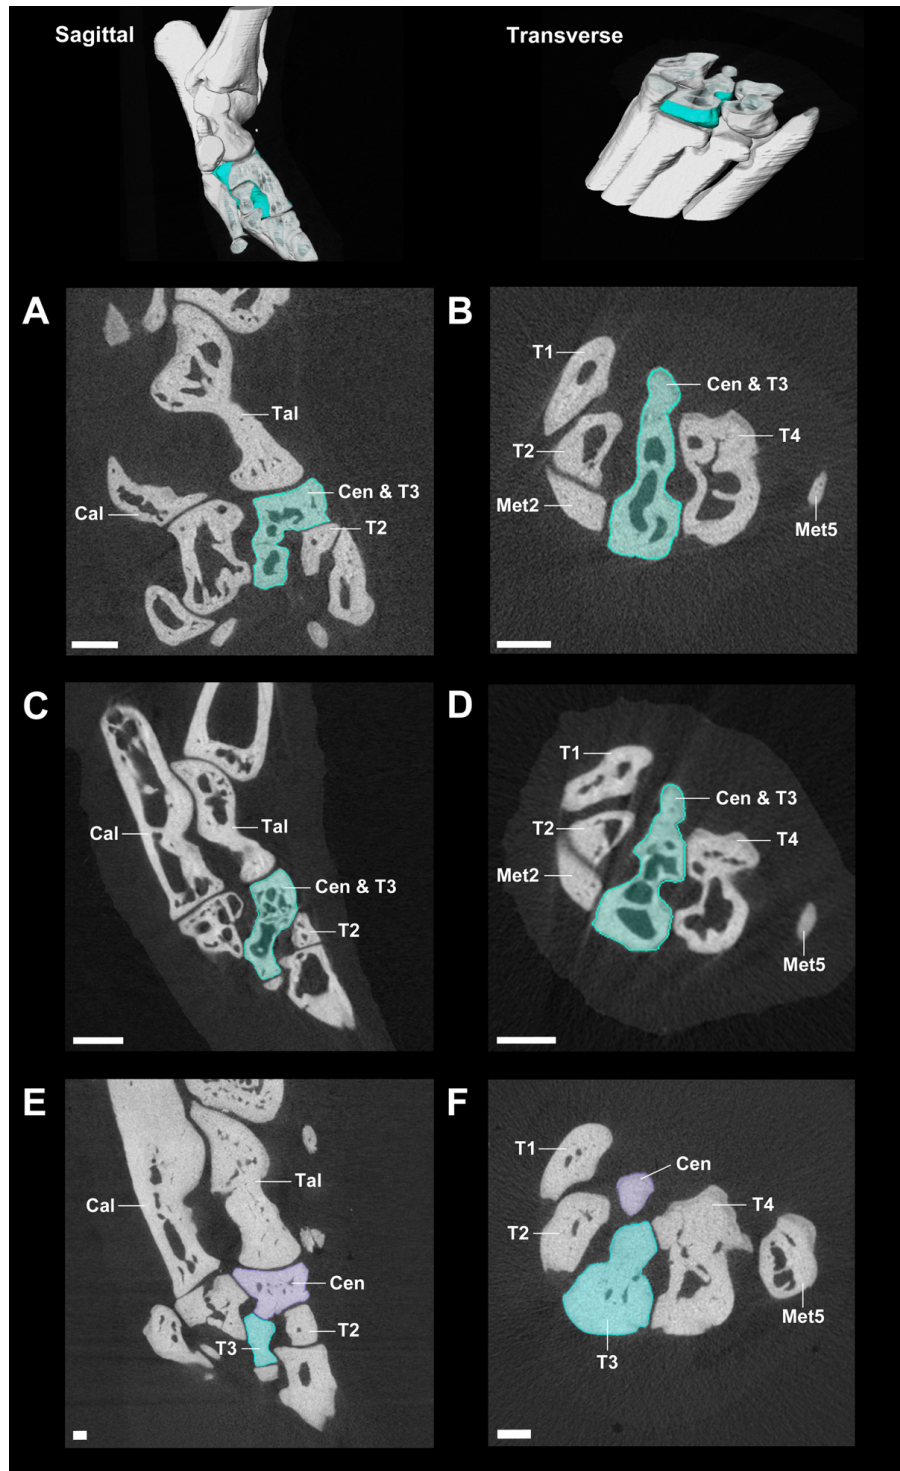 Sagittal
Transverse
A
Tal
Cal
Cen & T3
T2
B
T1
Cen & T3
T2
T4
Met2
Met5
C
Cal
Tal
Cen & T3
T2
D
T1
Cen & T3
T2
T4
Met2
Met5
E
Tal
Cal
Cen
T2
T3
F
T1
Cen
T4
T2
Met5
T3